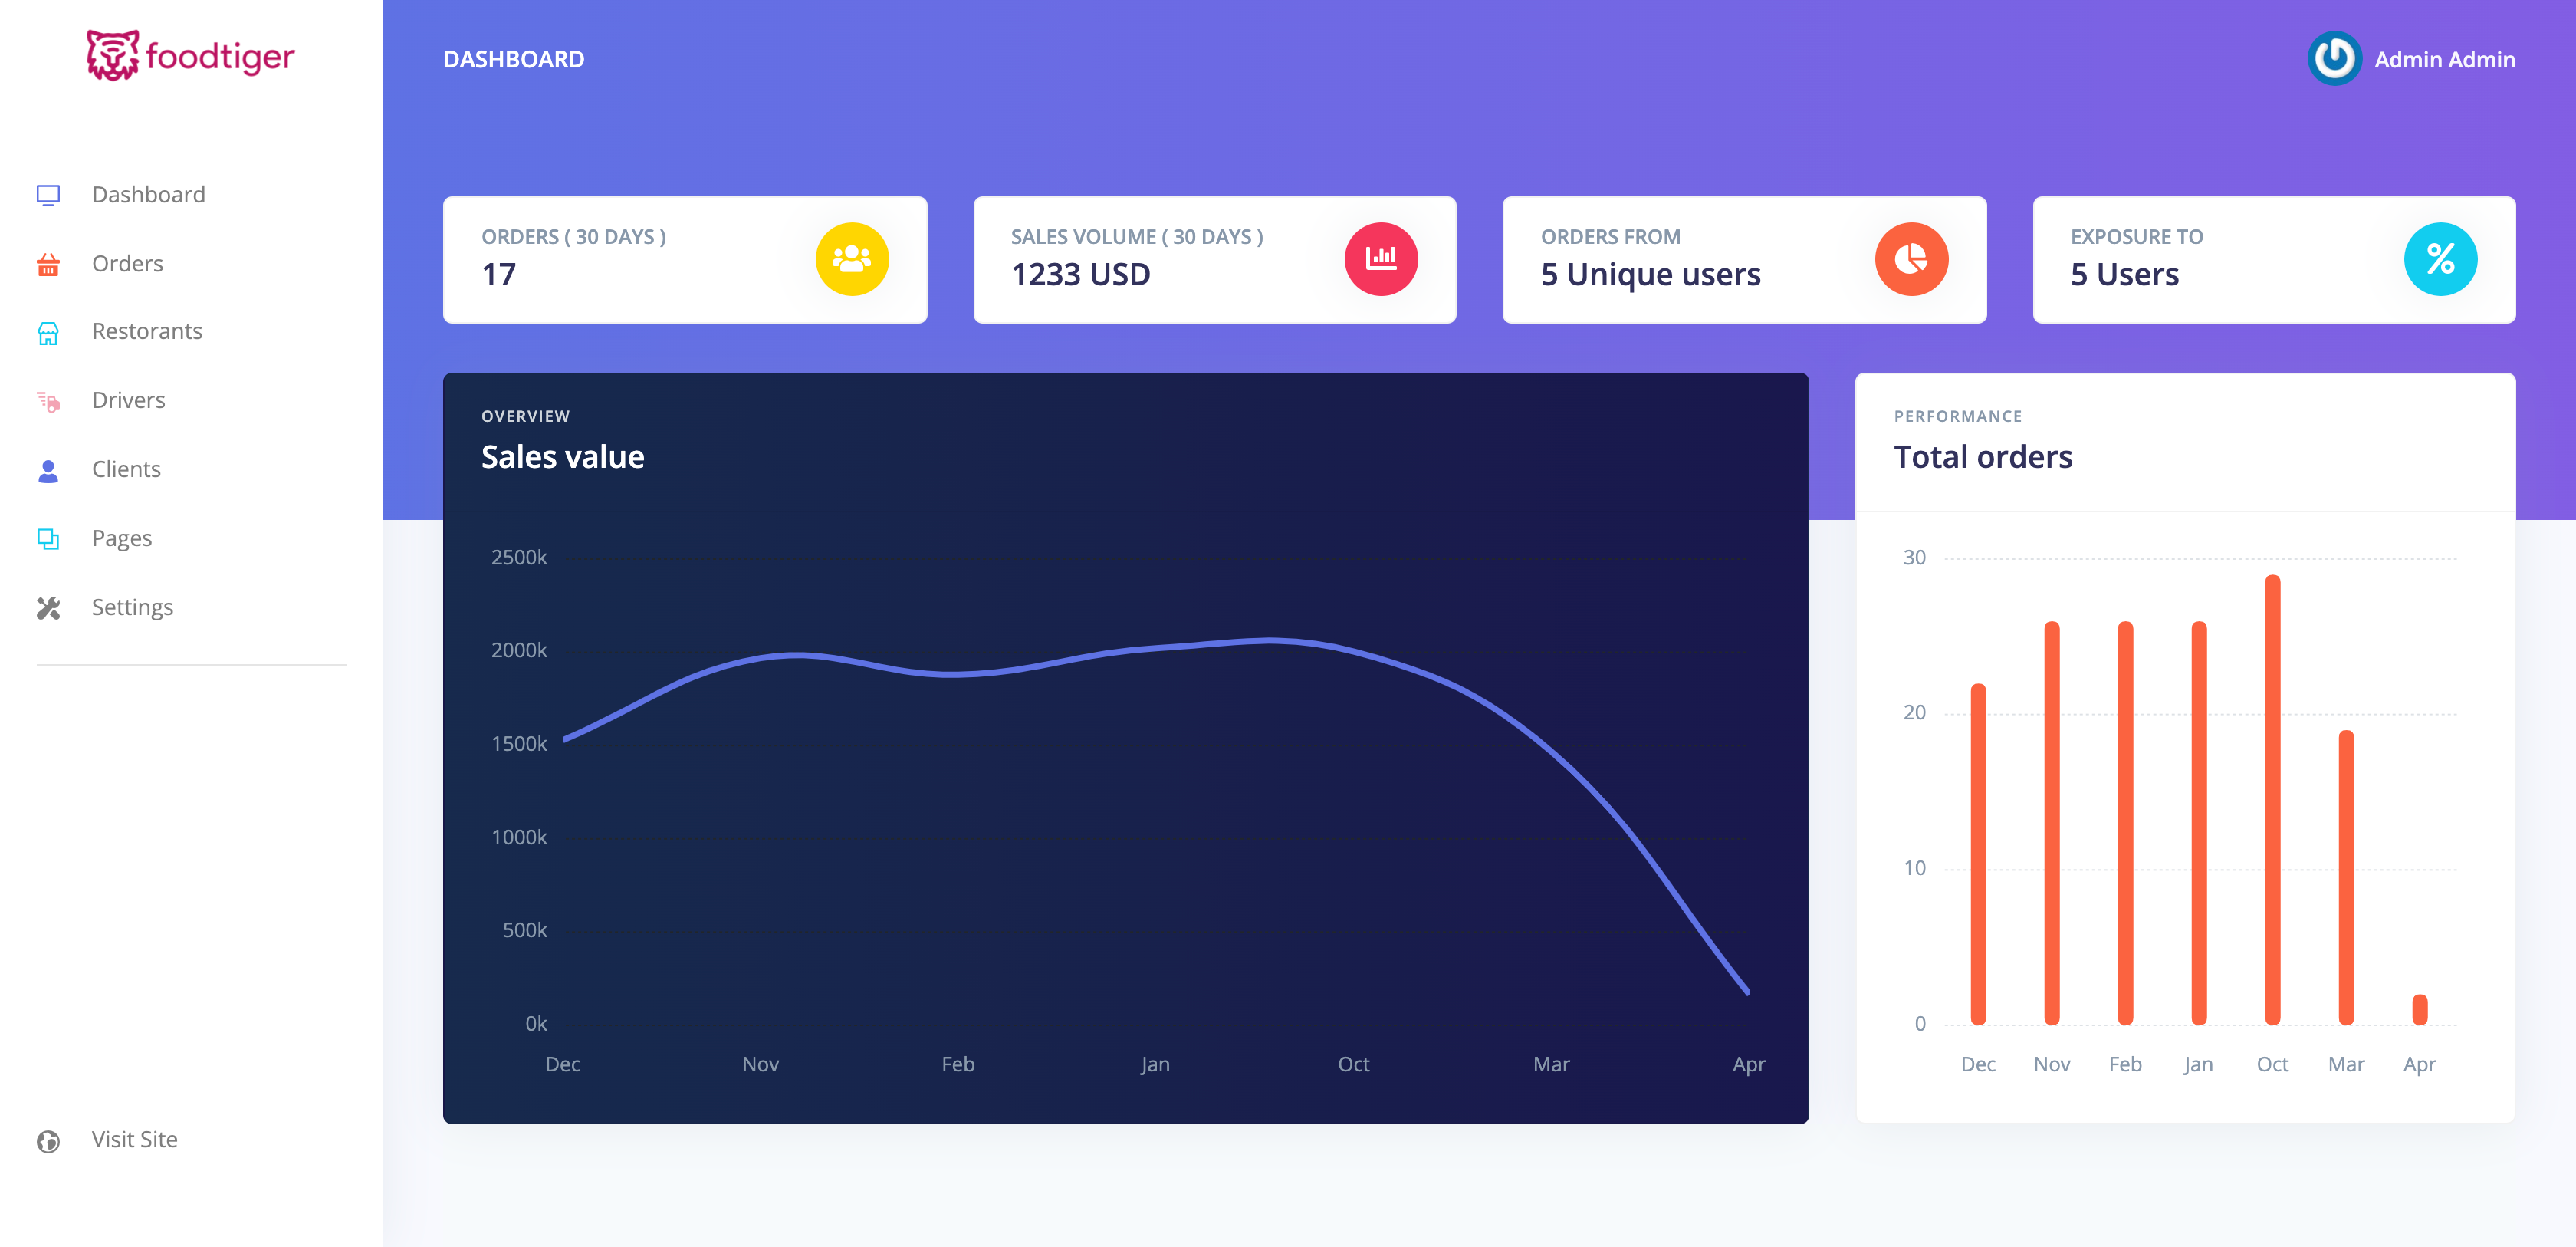 foodtiger
DASHBOARD
Admin Admin
Dashboard
Orders
Restorants
Drivers
Clients
Pages
Settings
Visit Site
ORDERS ( 30 DAYS )
17
SALES VOLUME ( 30 DAYS )
1233 USD
ORDERS FROM
5 Unique users
EXPOSURE TO
5 Users
OVERVIEW
Sales value
2500k
2000k
1500k
1000k
500k
0k
Dec Nov Feb Jan Oct Mar Apr
PERFORMANCE
Total orders
30
20
10
0
Dec Nov Feb Jan Oct Mar Apr